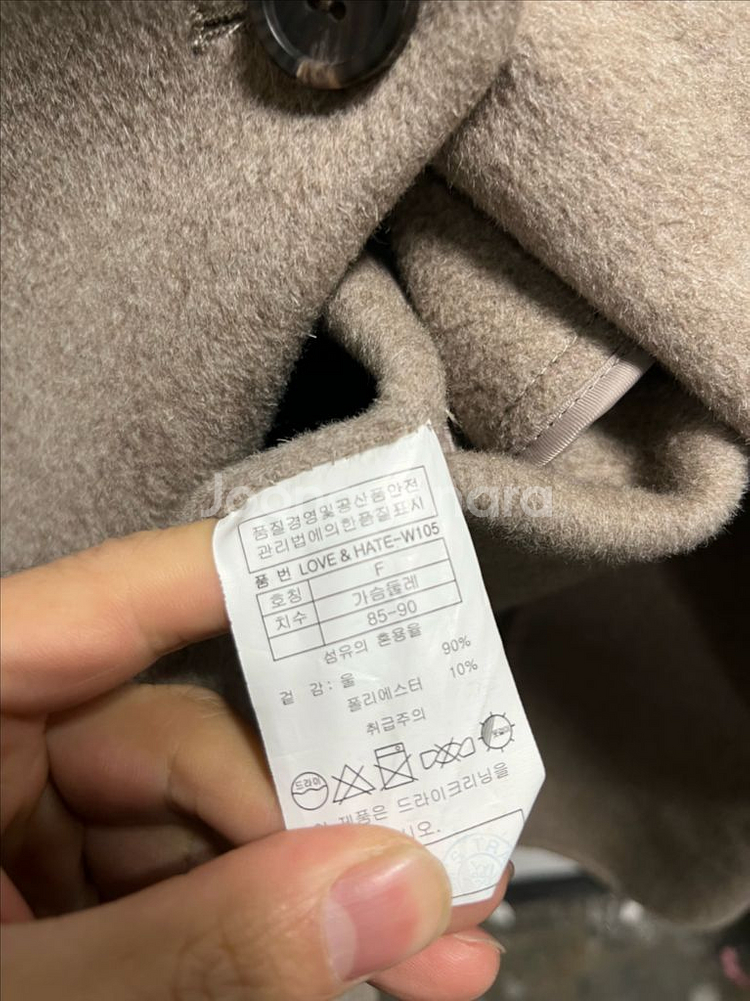 품질경영및공산품안전
관리법에의한품질표시
품 번 LOVE & HATE-W105
호칭 F
치수 가슴둘레
85-90
섬유의 혼용율
겉 감: 울 90%
폴리에스터 10%
취급주의
드라이
제품은 드라이크리닝을
시오.